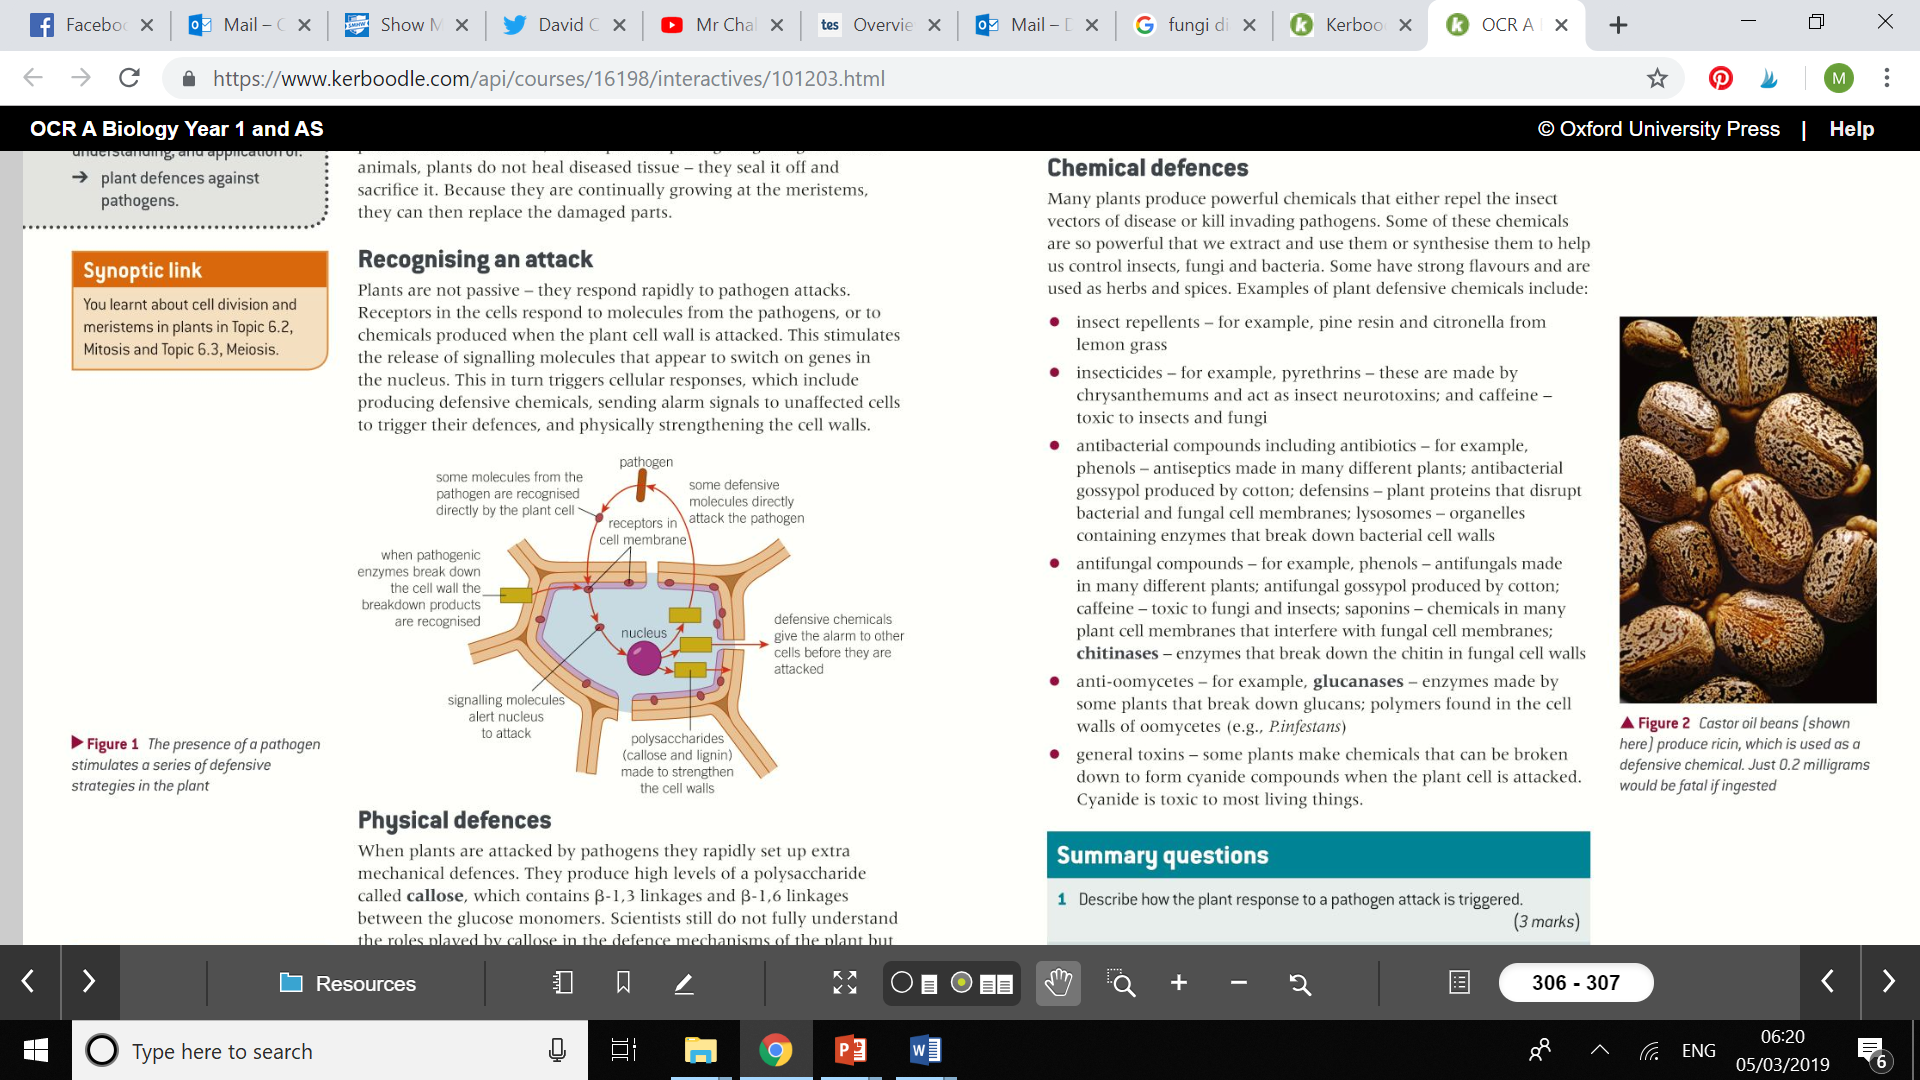 Facebo
Mail –
Show M
David C
Mr Chal
tes
Overvie
Mail –
fungi di
Kerboo
OCR A
https://www.kerboodle.com/api/courses/16198/interactives/101203.html
M
OCR A Biology Year 1 and AS
© Oxford University Press | Help
understanding, and application of:
→ plant defences against
pathogens.
Synoptic link
You learnt about cell division and
meristems in plants in Topic 6.2,
Mitosis and Topic 6.3, Meiosis.
▶ Figure 1 The presence of a pathogen
stimulates a series of defensive
strategies in the plant
animals, plants do not heal diseased tissue – they seal it off and
sacrifice it. Because they are continually growing at the meristems,
they can then replace the damaged parts.
Recognising an attack
Plants are not passive – they respond rapidly to pathogen attacks.
Receptors in the cells respond to molecules from the pathogens, or to
chemicals produced when the plant cell wall is attacked. This stimulates
the release of signalling molecules that appear to switch on genes in
the nucleus. This in turn triggers cellular responses, which include
producing defensive chemicals, sending alarm signals to unaffected cells
to trigger their defences, and physically strengthening the cell walls.
pathogen
some molecules from the
pathogen are recognised
directly by the plant cell
some defensive
molecules directly
attack the pathogen
receptors in
cell membrane
when pathogenic
enzymes break down
the cell wall the
breakdown products
are recognised
nucleus
defensive chemicals
give the alarm to other
cells before they are
attacked
signalling molecules
alert nucleus
to attack
polysaccharides
(callose and lignin)
made to strengthen
the cell walls
Physical defences
When plants are attacked by pathogens they rapidly set up extra
mechanical defences. They produce high levels of a polysaccharide
called callose, which contains β-1,3 linkages and β-1,6 linkages
between the glucose monomers. Scientists still do not fully understand
the roles played by callose in the defence mechanisms of the plant but
Chemical defences
Many plants produce powerful chemicals that either repel the insect
vectors of disease or kill invading pathogens. Some of these chemicals
are so powerful that we extract and use them or synthesise them to help
us control insects, fungi and bacteria. Some have strong flavours and are
used as herbs and spices. Examples of plant defensive chemicals include:
● insect repellents – for example, pine resin and citronella from
lemon grass
● insecticides – for example, pyrethrins – these are made by
chrysanthemums and act as insect neurotoxins; and caffeine –
toxic to insects and fungi
● antibacterial compounds including antibiotics – for example,
phenols – antiseptics made in many different plants; antibacterial
gossypol produced by cotton; defensins – plant proteins that disrupt
bacterial and fungal cell membranes; lysosomes – organelles
containing enzymes that break down bacterial cell walls
● antifungal compounds – for example, phenols – antifungals made
in many different plants; antifungal gossypol produced by cotton;
caffeine – toxic to fungi and insects; saponins – chemicals in many
plant cell membranes that interfere with fungal cell membranes;
chitinases – enzymes that break down the chitin in fungal cell walls
● anti-oomycetes – for example, glucanases – enzymes made by
some plants that break down glucans; polymers found in the cell
walls of oomycetes (e.g., P.infestans)
● general toxins – some plants make chemicals that can be broken
down to form cyanide compounds when the plant cell is attacked.
Cyanide is toxic to most living things.
▲ Figure 2 Castor oil beans (shown
here) produce ricin, which is used as a
defensive chemical. Just 0.2 milligrams
would be fatal if ingested
Summary questions
1 Describe how the plant response to a pathogen attack is triggered.
(3 marks)
Resources
306 - 307
Type here to search
ENG
06:20
05/03/2019
6